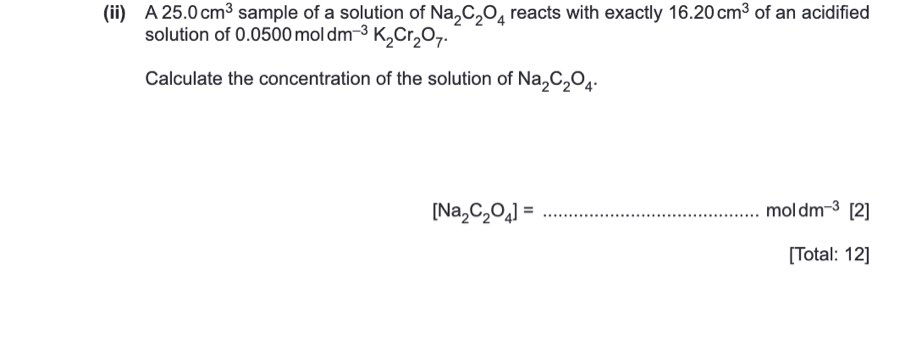 (ii) A 25.0 cm³ sample of a solution of Na₂C₂O₄ reacts with exactly 16.20 cm³ of an acidified
solution of 0.0500 mol dm⁻³ K₂Cr₂O₇.
Calculate the concentration of the solution of Na₂C₂O₄.
[Na₂C₂O₄] = .......................................... mol dm⁻³ [2]
[Total: 12]